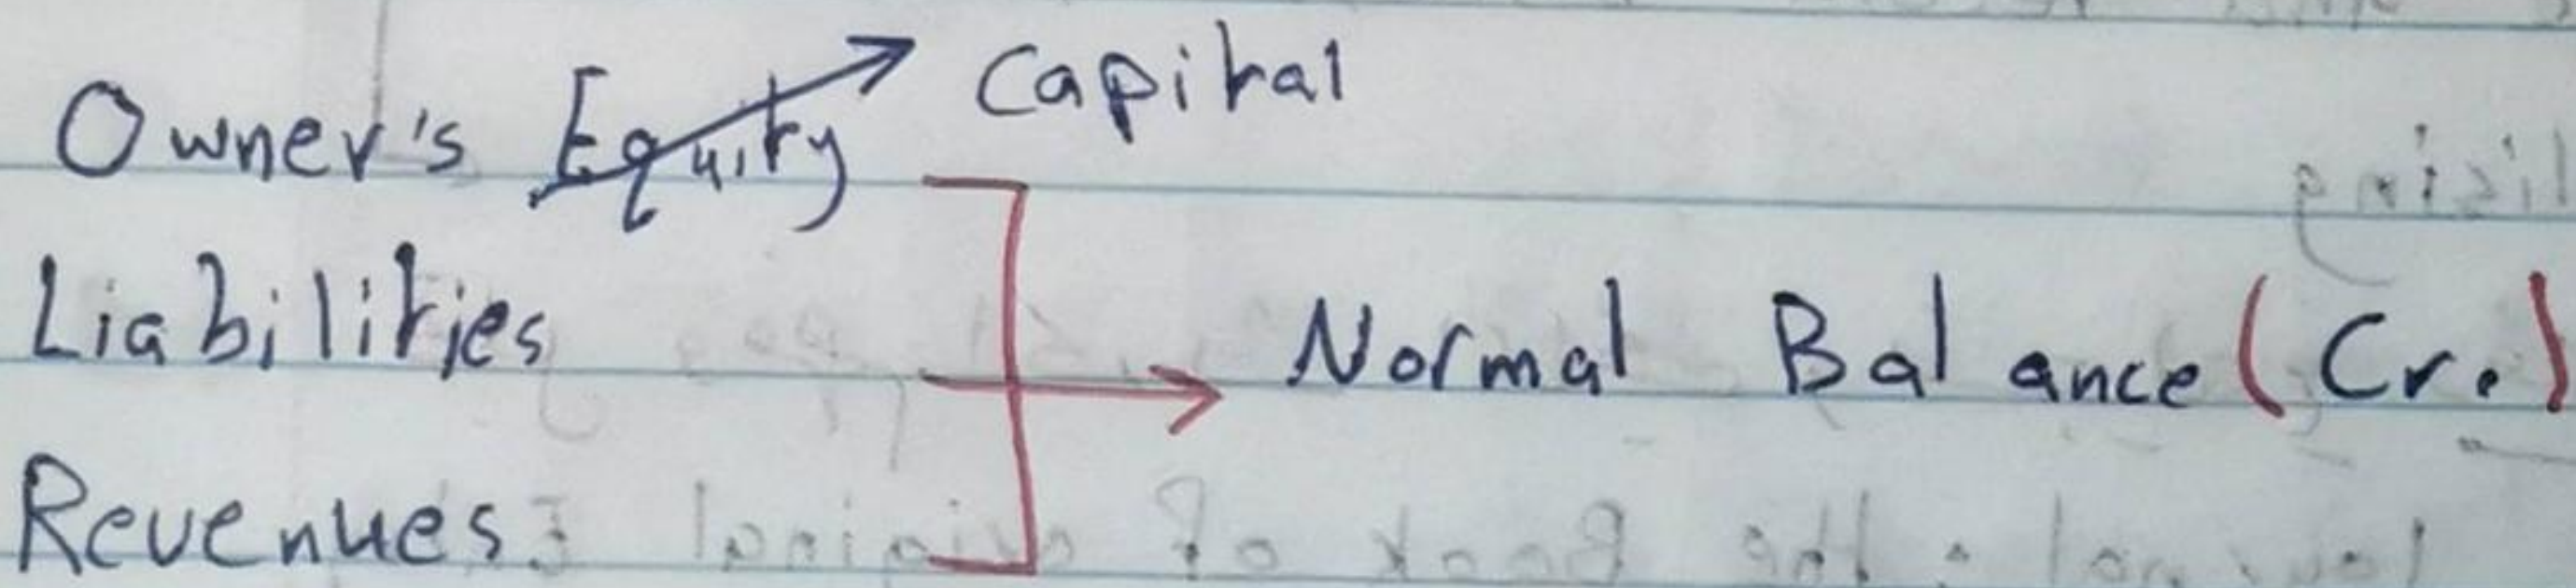 Owner's Equity → Capital
Liabilities
Normal Balance (Cr.)
Revenues